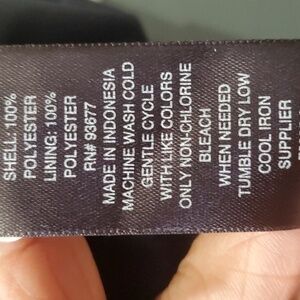 SHELL: 100%
POLYESTER
LINING: 100%
POLYESTER
RN# 93677
MADE IN INDONESIA
MACHINE WASH COLD
GENTLE CYCLE
WITH LIKE COLORS
ONLY NON-CHLORINE
BLEACH
WHEN NEEDED
TUMBLE DRY LOW
COOL IRON
SUPPLIER